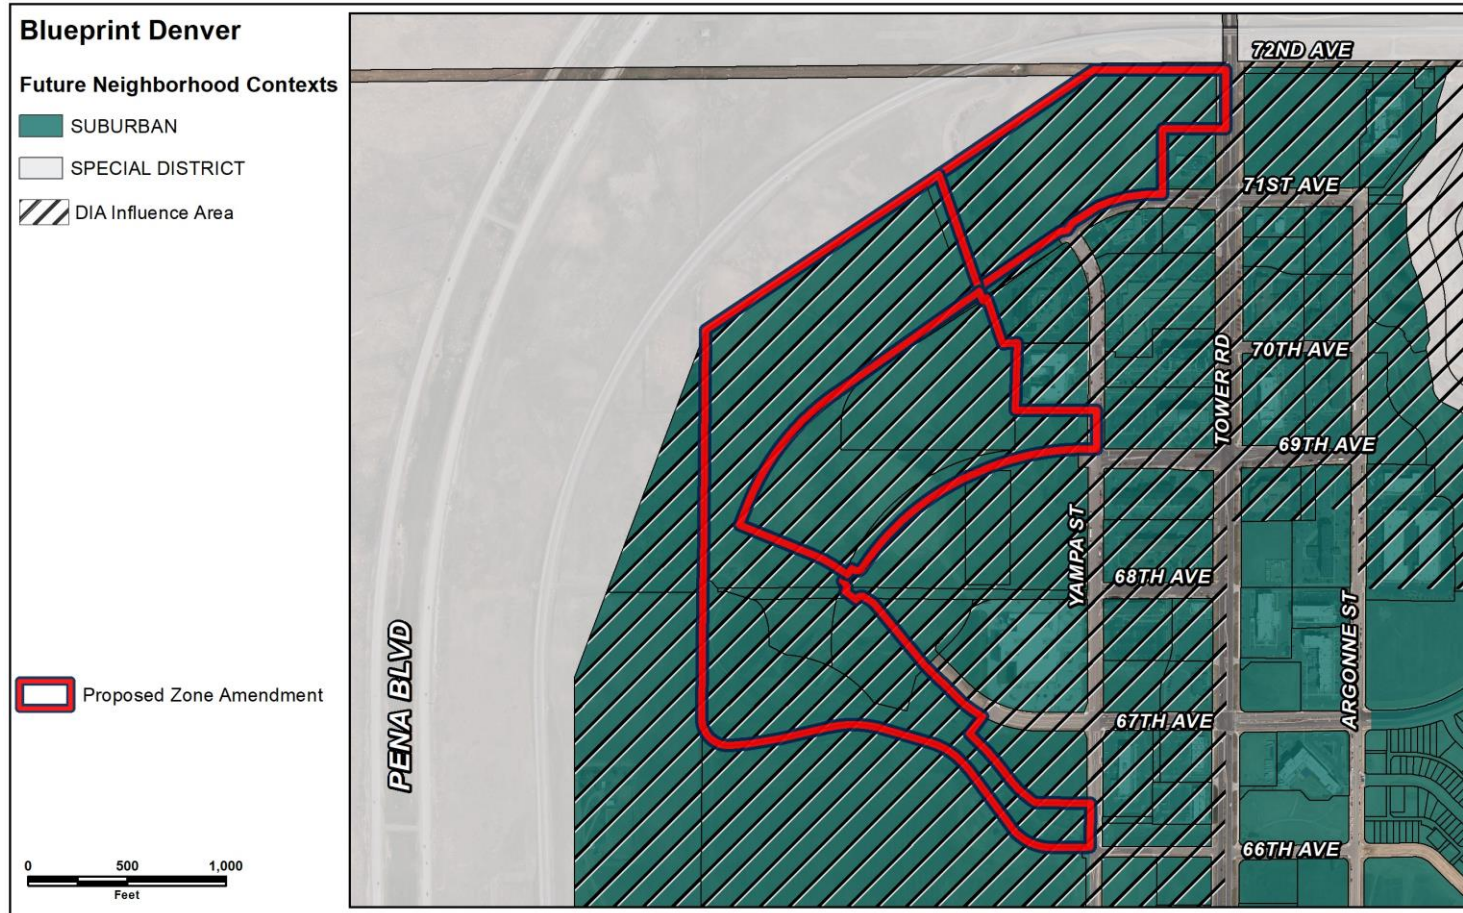 Blueprint Denver
Future Neighborhood Contexts
SUBURBAN
SPECIAL DISTRICT
DIA Influence Area
Proposed Zone Amendment
0 500 1,000
Feet
72ND AVE
71ST AVE
70TH AVE
TOWER RD
69TH AVE
YAMPA ST
68TH AVE
ARGONNE ST
PENA BLVD
67TH AVE
66TH AVE